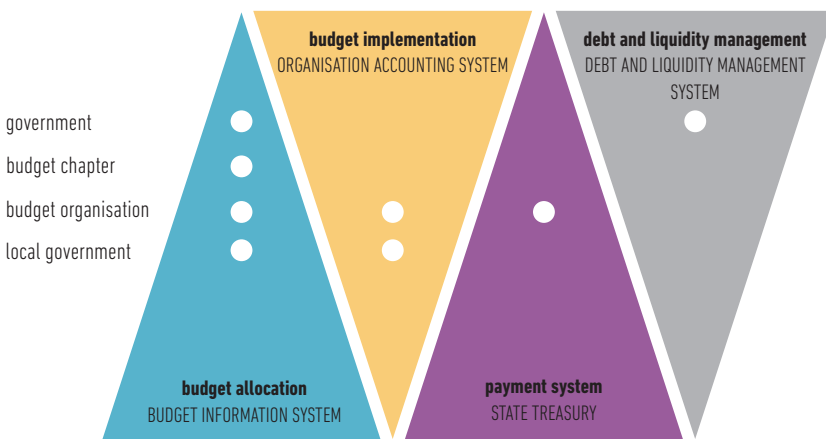 budget implementation
ORGANISATION ACCOUNTING SYSTEM
debt and liquidity management
DEBT AND LIQUIDITY MANAGEMENT
SYSTEM
government
budget chapter
budget organisation
local government
budget allocation
BUDGET INFORMATION SYSTEM
payment system
STATE TREASURY